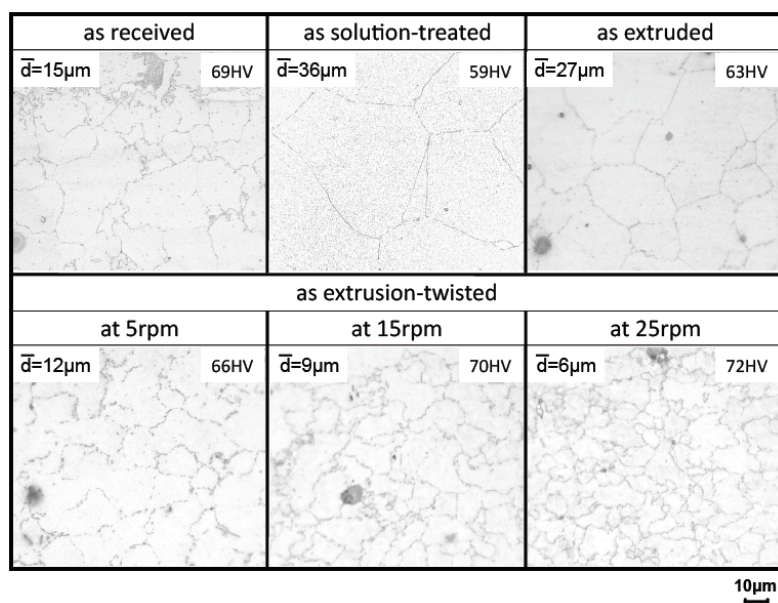 as received
as solution-treated
as extruded
d̅=15µm
69HV
d̅=36µm
59HV
d̅=27µm
63HV
as extrusion-twisted
at 5rpm
at 15rpm
at 25rpm
d̅=12µm
66HV
d̅=9µm
70HV
d̅=6µm
72HV
10µm